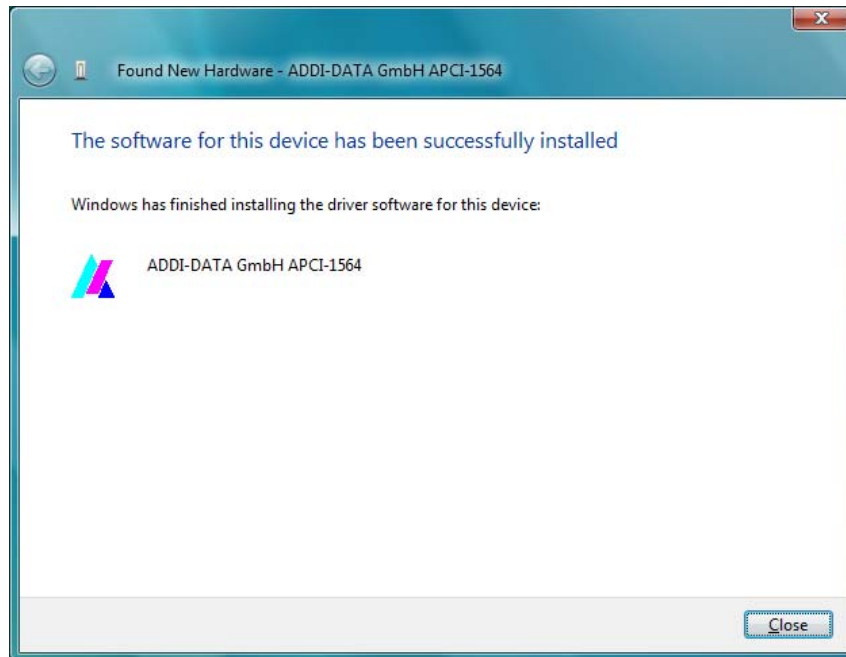 Found New Hardware - ADDI-DATA GmbH APCI-1564
The software for this device has been successfully installed
Windows has finished installing the driver software for this device:
ADDI-DATA GmbH APCI-1564
Close